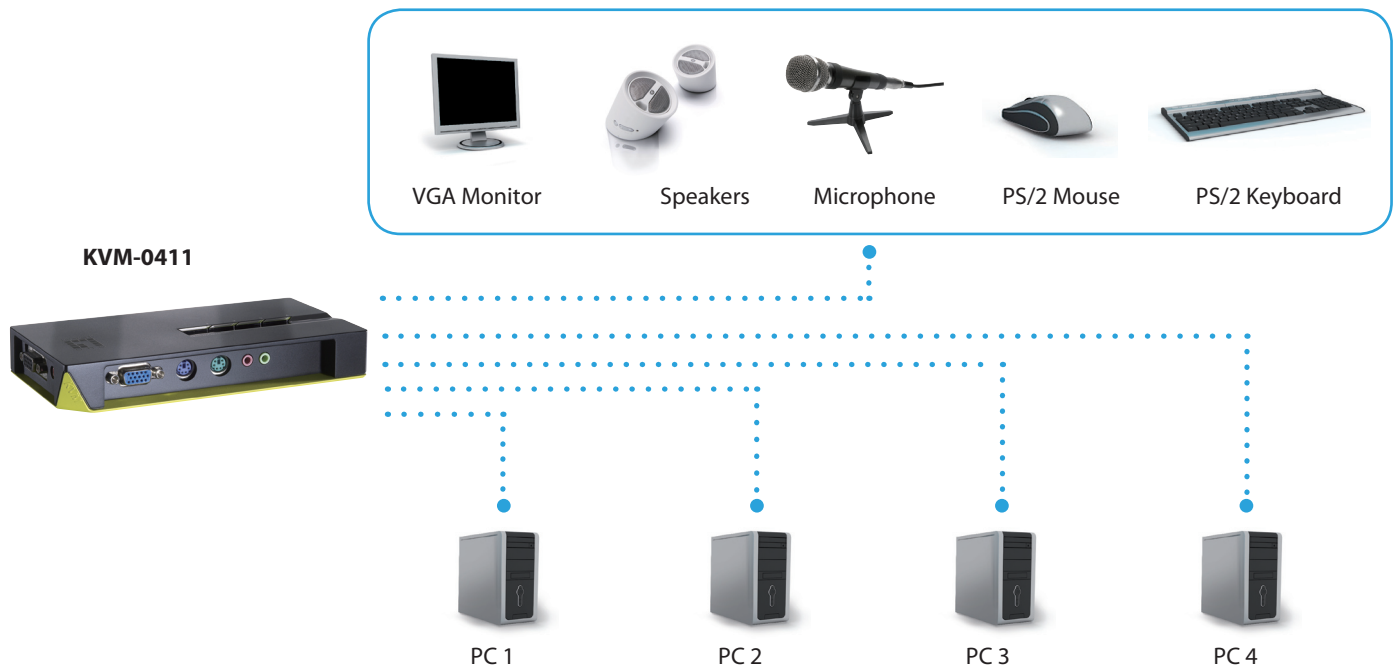 VGA Monitor
Speakers
Microphone
PS/2 Mouse
PS/2 Keyboard
KVM-0411
PC 1
PC 2
PC 3
PC 4